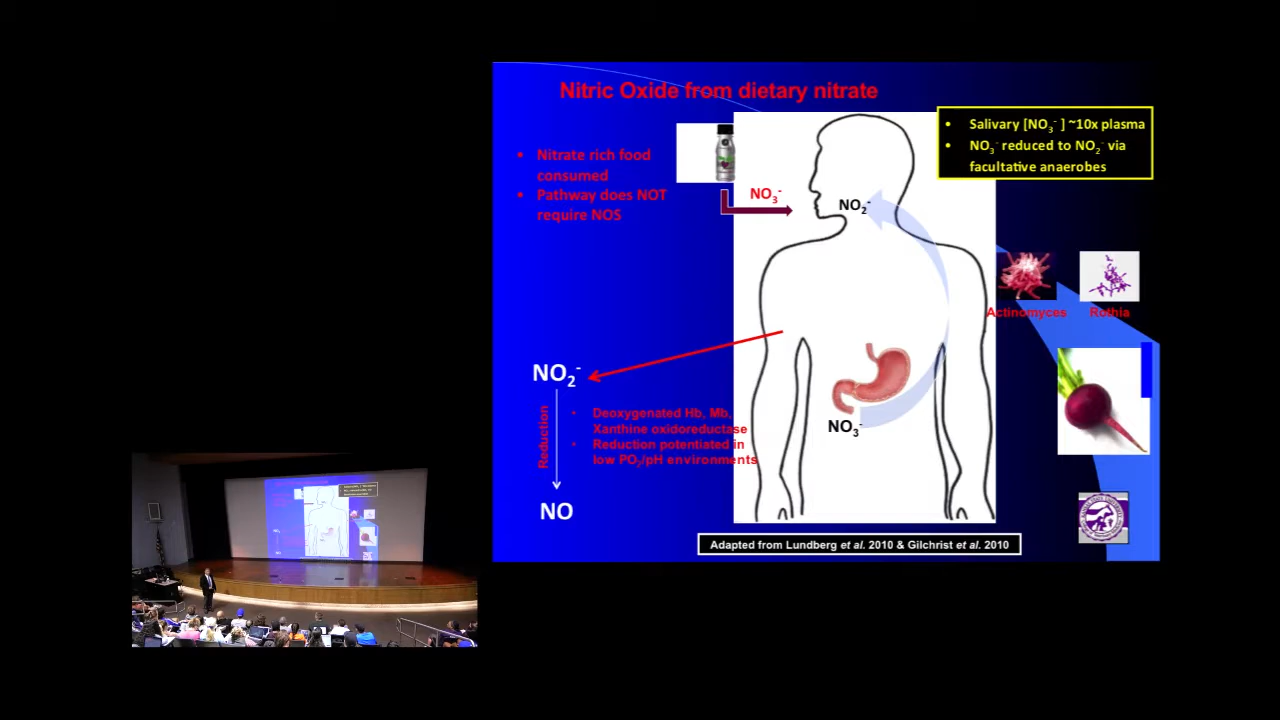 Nitric Oxide from dietary nitrate
• Salivary [NO₃⁻ ] ~10x plasma
• NO₃⁻ reduced to NO₂⁻ via
facultative anaerobes
• Nitrate rich food
consumed
• Pathway does NOT
require NOS
NO₃⁻
NO₂⁻
Actinomyces
Rothia
NO₂⁻
Reduction
• Deoxygenated Hb, Mb,
Xanthine oxidoreductase
• Reduction potentiated in
low PO₂/pH environments
NO₃⁻
NO
Adapted from Lundberg et al. 2010 & Gilchrist et al. 2010